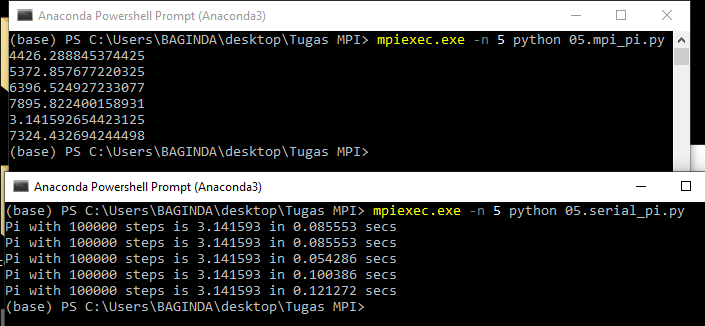 Anaconda Powershell Prompt (Anaconda3)
(base) PS C:\Users\BAGINDA\desktop\Tugas MPI> mpiexec.exe -n 5 python 05.mpi_pi.py
4426.288845374425
5372.857677220325
6396.524927233077
7895.822400158931
3.141592654423125
7324.432694244498
(base) PS C:\Users\BAGINDA\desktop\Tugas MPI>
Anaconda Powershell Prompt (Anaconda3)
(base) PS C:\Users\BAGINDA\desktop\Tugas MPI> mpiexec.exe -n 5 python 05.serial_pi.py
Pi with 100000 steps is 3.141593 in 0.085553 secs
Pi with 100000 steps is 3.141593 in 0.085553 secs
Pi with 100000 steps is 3.141593 in 0.054286 secs
Pi with 100000 steps is 3.141593 in 0.100386 secs
Pi with 100000 steps is 3.141593 in 0.121272 secs
(base) PS C:\Users\BAGINDA\desktop\Tugas MPI>